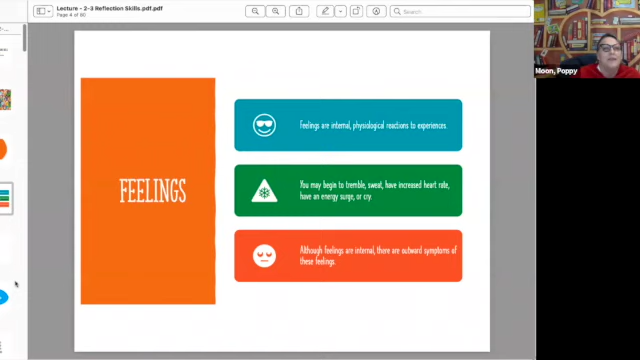 Lecture - 2-3 Reflection Skills.pdf.pdf
Page 4 of 60
Search
Moon, Poppy
FEELINGS
Feelings are internal, physiological reactions to experiences.
You may begin to tremble, sweat, have increased heart rate,
have an energy surge, or cry.
Although feelings are internal, there are outward symptoms of
these feelings.